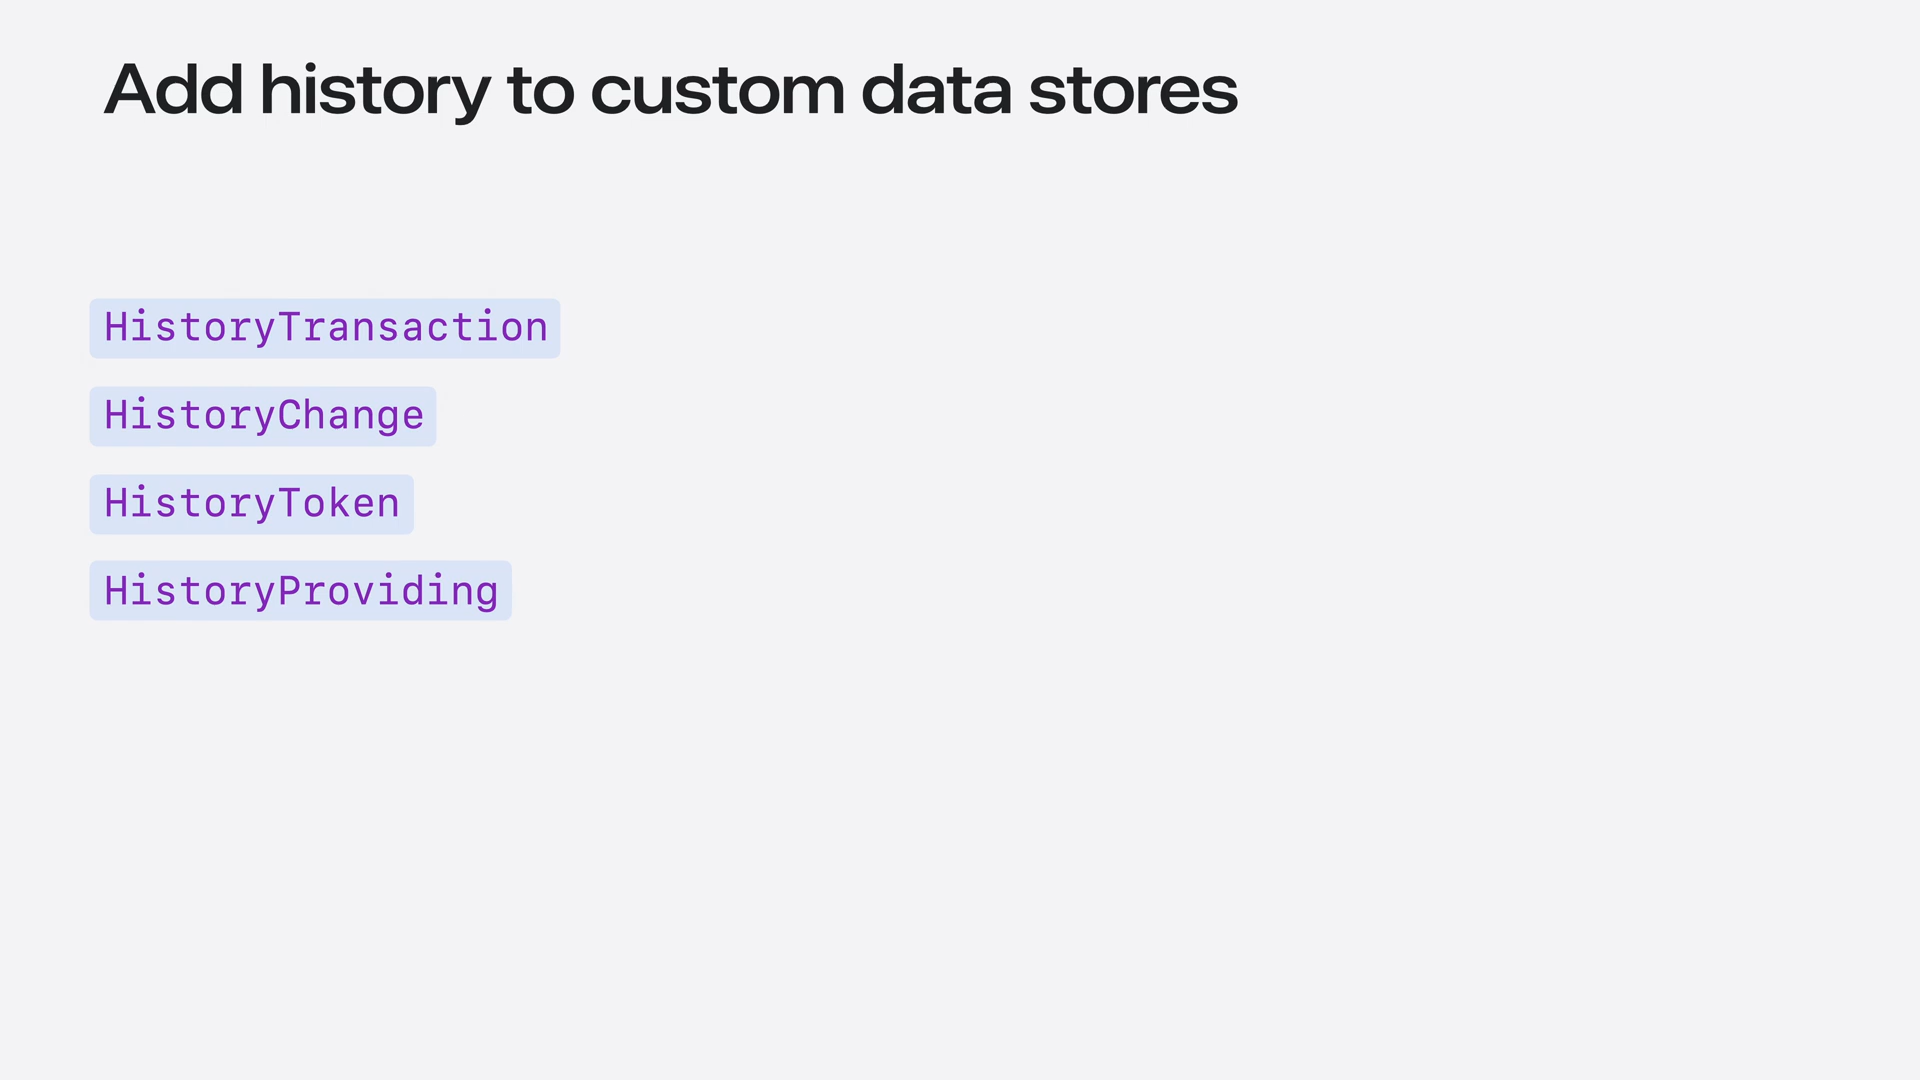 Add history to custom data stores
HistoryTransaction
HistoryChange
HistoryToken
HistoryProviding